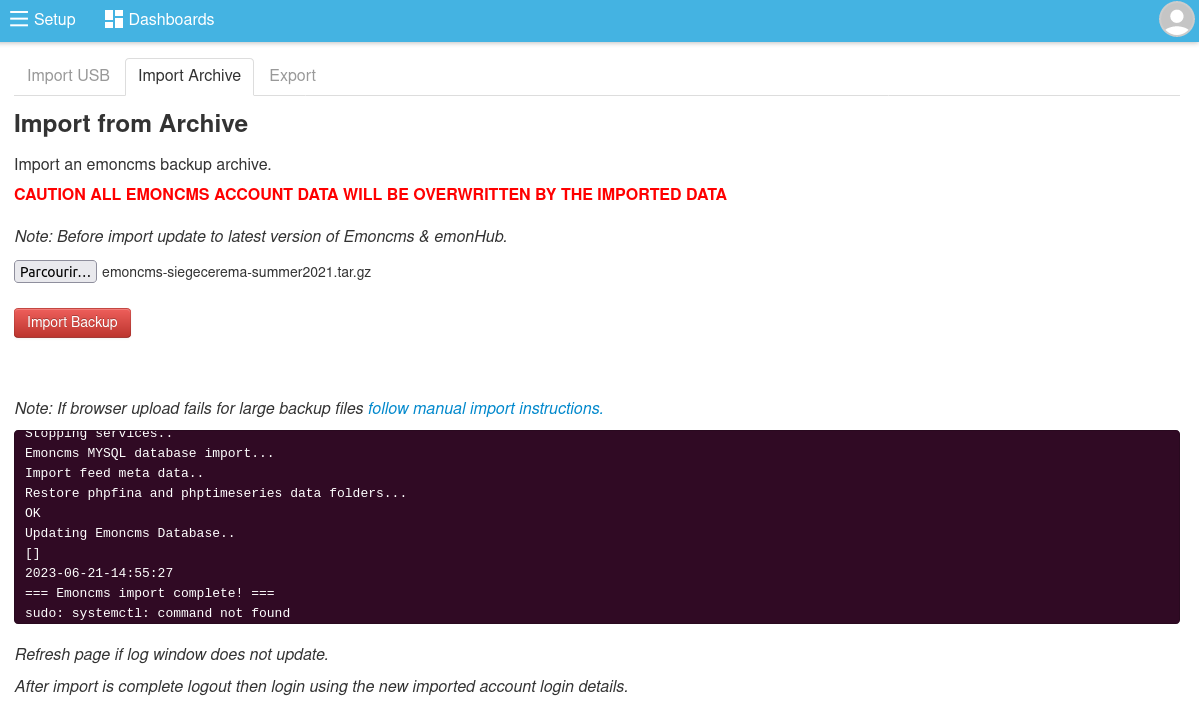 Setup Dashboards
Import USB Import Archive Export
Import from Archive
Import an emoncms backup archive.
CAUTION ALL EMONCMS ACCOUNT DATA WILL BE OVERWRITTEN BY THE IMPORTED DATA
Note: Before import update to latest version of Emoncms & emonHub.
Parcourir... emoncms-siegecerema-summer2021.tar.gz
Import Backup
Note: If browser upload fails for large backup files follow manual import instructions.
Stopping services..
Emoncms MYSQL database import...
Import feed meta data..
Restore phpfina and phptimeseries data folders...
OK
Updating Emoncms Database..
[]
2023-06-21-14:55:27
=== Emoncms import complete! ===
sudo: systemctl: command not found
Refresh page if log window does not update.
After import is complete logout then login using the new imported account login details.